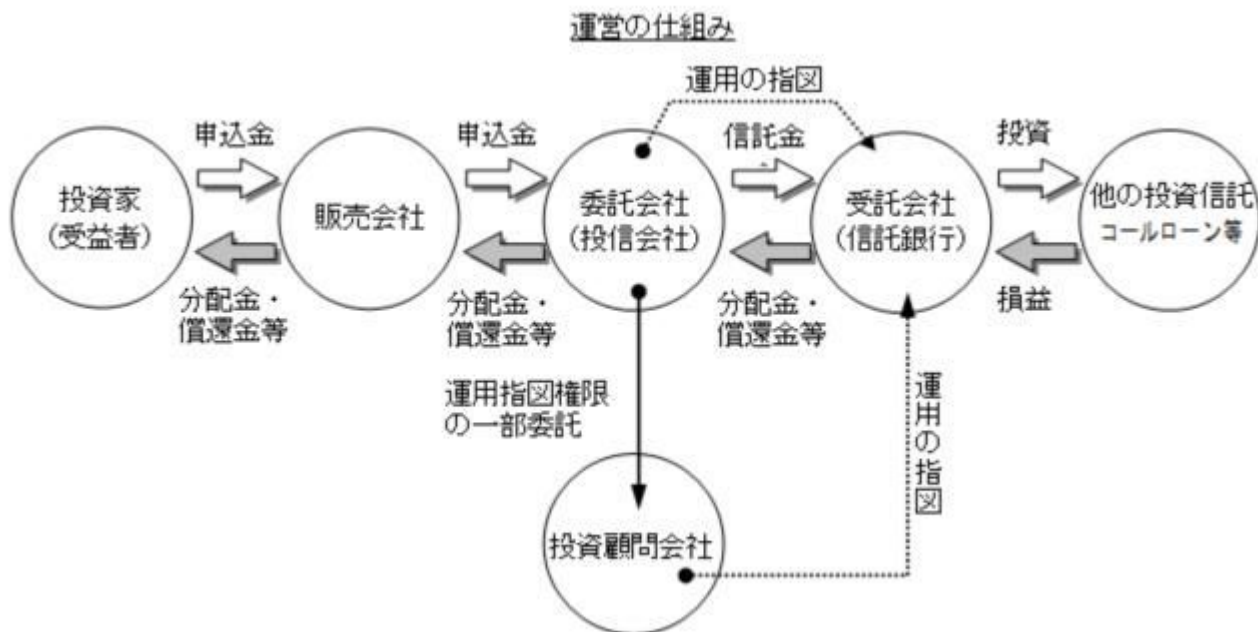 運営の仕組み
運用の指図
申込金
申込金
信託金
投資
投資家
(受益者)
販売会社
委託会社
(投信会社)
受託会社
(信託銀行)
他の投資信託
コールローン等
分配金・
償還金等
分配金・
償還金等
分配金・
償還金等
損益
運用指図権限
の一部委託
運用の指図
投資顧問会社